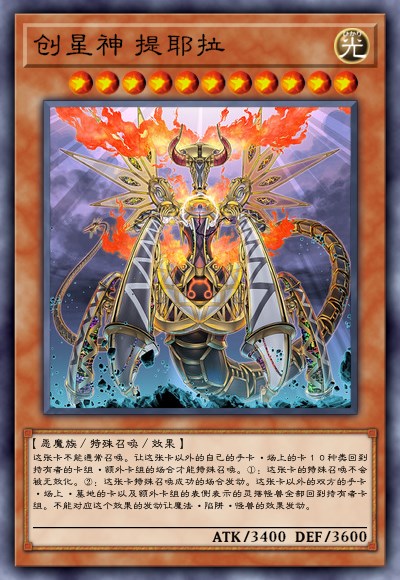 创星神 提耶拉
光
【恶魔族／特殊召唤／效果】
这张卡不能通常召唤。让这张卡以外的自己的手卡・场上的卡１０种类回到
持有者的卡组・额外卡组的场合才能特殊召唤。①：这张卡的特殊召唤不会
被无效化。②：这张卡特殊召唤成功的场合发动。这张卡以外的双方的手卡
・场上・墓地的卡以及额外卡组的表侧表示的灵摆怪兽全部回到持有者卡
组。不能对应这个效果的发动让魔法・陷阱・怪兽的效果发动。
ATK/3400 DEF/3600